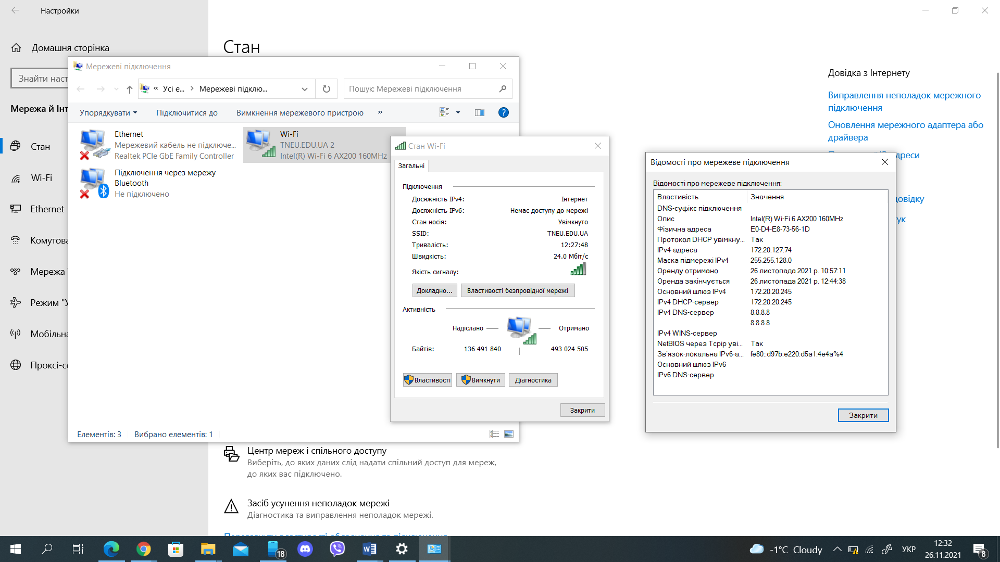 Настройки
Домашня сторінка
Знайти наст
Мережа й Інт
Стан
Wi-Fi
Ethernet
Комутова
Мережа
Режим "У
Мобільна
Проксі-се
Стан
Мережеві підключення
« Усі е... > Мережеві підклю...
Пошук: Мережеві підключення
Упорядкувати
Підключитися до
Вимкнення мережевого пристрою
»
Ethernet
Мережевий кабель не підключе...
Realtek PCIe GbE Family Controller
Wi-Fi
TNEU.EDU.UA 2
Intel(R) Wi-Fi 6 AX200 160MHz
Підключення через мережу
Bluetooth
Не підключено
Елементів: 3
Вибрано елементів: 1
Стан Wi-Fi
Загальні
Підключення
Досяжність IPv4: Інтернет
Досяжність IPv6: Немає доступу до мережі
Стан носія: Увімкнуто
SSID: TNEU.EDU.UA
Тривалість: 12:27:48
Швидкість: 24.0 Мбіт/с
Якість сигналу:
Докладно...
Властивості безпровідної мережі
Активність
Надіслано
Отримано
Байтів: 136 491 840 493 024 505
Властивості
Вимкнути
Діагностика
Закрити
Відомості про мережеве підключення
Відомості про мережеве підключення:
Властивість Значення
DNS-суфікс підключення
Опис Intel(R) Wi-Fi 6 AX200 160MHz
Фізична адреса E0-D4-E8-73-56-1D
Протокол DHCP увімкну... Так
IPv4-адреса 172.20.127.74
Маска підмережі IPv4 255.255.128.0
Оренду отримано 26 листопада 2021 р. 10:57:11
Оренда закінчується 26 листопада 2021 р. 12:44:38
Основний шлюз IPv4 172.20.20.245
IPv4 DHCP-сервер 172.20.20.245
IPv4 DNS-сервер 8.8.8.8
8.8.8.8
IPv4 WINS-сервер
NetBIOS через Tcpip уві... Так
Зв'язок-локальна IPv6-а... fe80::d97b:e220:d5a1:4e4a%4
Основний шлюз IPv6
IPv6 DNS-сервер
Закрити
Довідка з Інтернету
Виправлення неполадок мережного
підключення
Оновлення мережного адаптера або
драйвера
дреси
довідку
ук
Центр мереж і спільного доступу
Виберіть, до яких даних слід надати спільний доступ для мереж,
до яких вас підключено.
Засіб усунення неполадок мережі
Діагностика та виправлення неполадок мережі.
18
-1°C Cloudy
УКР
12:32
26.11.2021
8